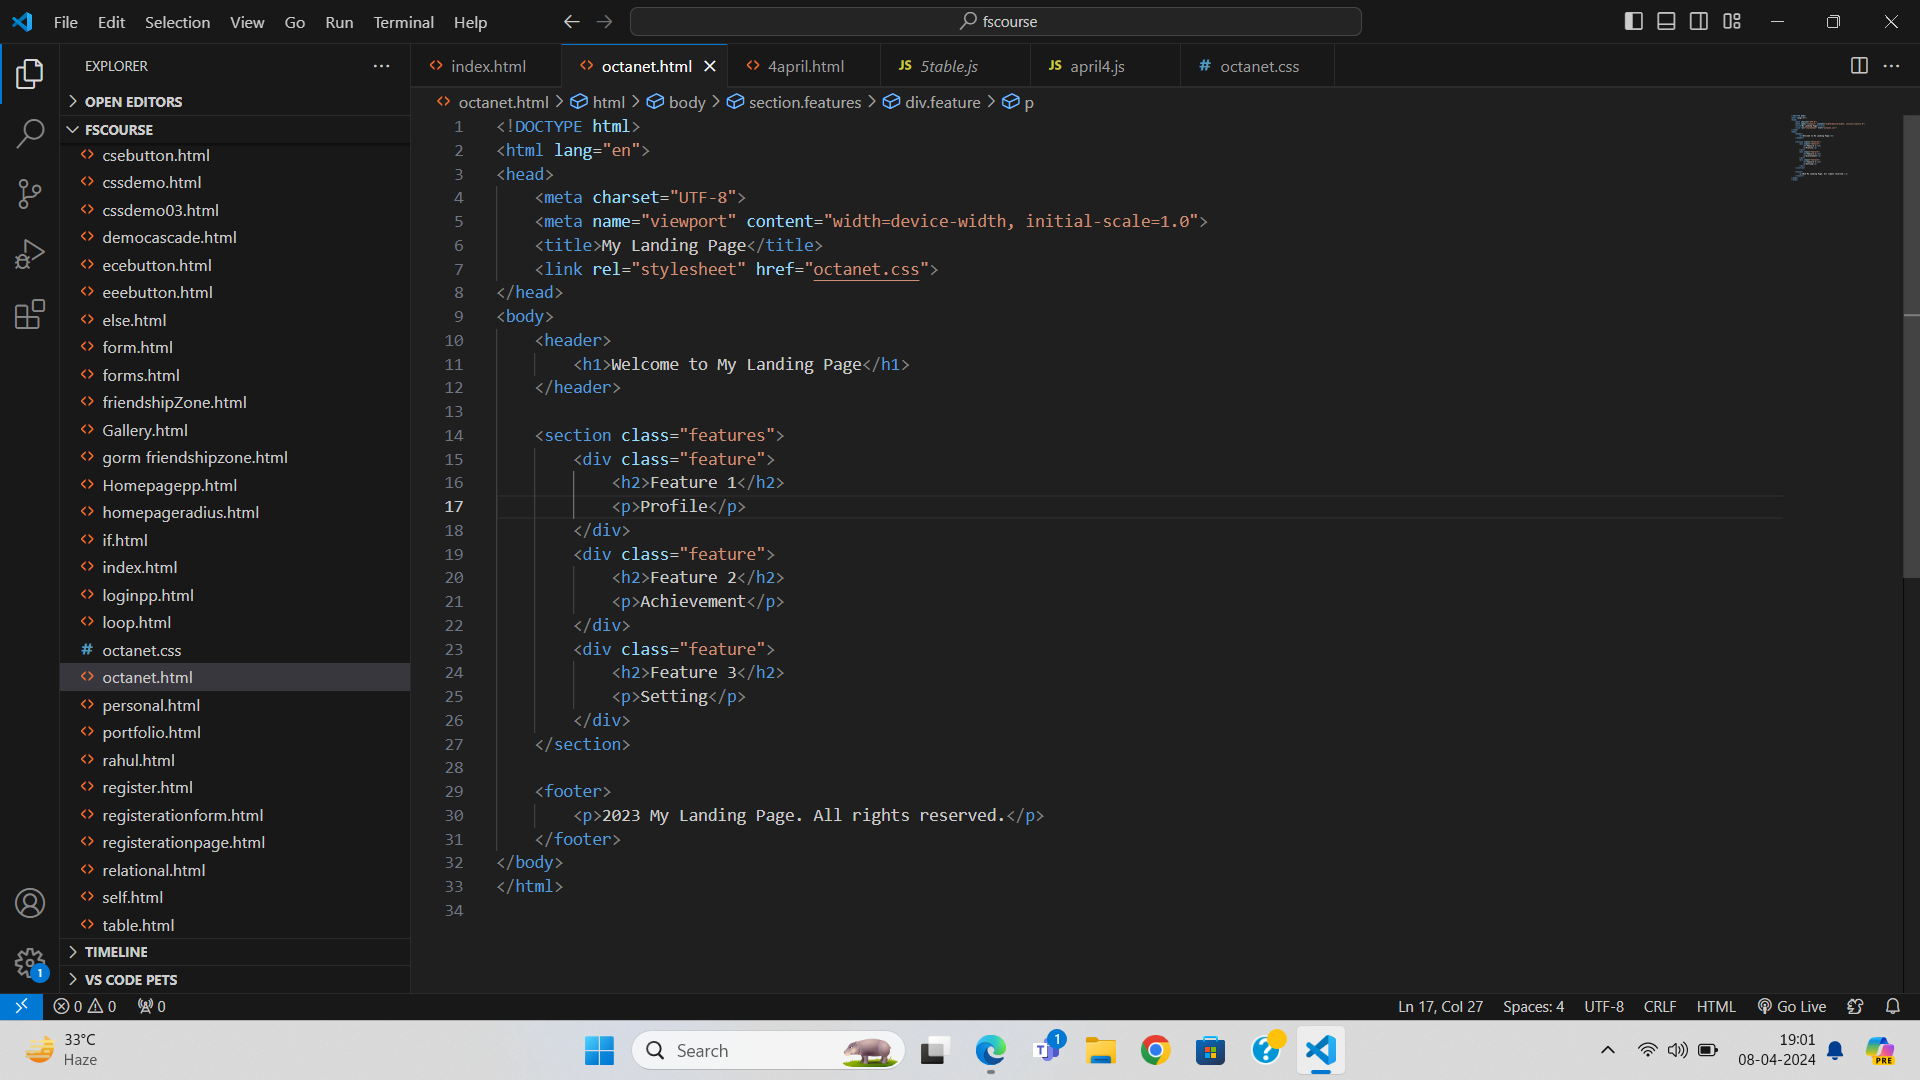 File Edit Selection View Go Run Terminal Help
fscourse
EXPLORER
OPEN EDITORS
FSCOURSE
csebutton.html
cssdemo.html
cssdemo03.html
democascade.html
ecebutton.html
eeebutton.html
else.html
form.html
forms.html
friendshipZone.html
Gallery.html
gorm friendshipzone.html
Homepagepp.html
homepageradius.html
if.html
index.html
loginpp.html
loop.html
# octanet.css
octanet.html
personal.html
portfolio.html
rahul.html
register.html
registerationform.html
registerationpage.html
relational.html
self.html
table.html
TIMELINE
VS CODE PETS
index.html octanet.html 4april.html JS 5table.js JS april4.js # octanet.css
octanet.html > html > body > section.features > div.feature > p
1 <!DOCTYPE html>
2 <html lang="en">
3 <head>
4 <meta charset="UTF-8">
5 <meta name="viewport" content="width=device-width, initial-scale=1.0">
6 <title>My Landing Page</title>
7 <link rel="stylesheet" href="octanet.css">
8 </head>
9 <body>
10 <header>
11 <h1>Welcome to My Landing Page</h1>
12 </header>
13
14 <section class="features">
15 <div class="feature">
16 <h2>Feature 1</h2>
17 <p>Profile</p>
18 </div>
19 <div class="feature">
20 <h2>Feature 2</h2>
21 <p>Achievement</p>
22 </div>
23 <div class="feature">
24 <h2>Feature 3</h2>
25 <p>Setting</p>
26 </div>
27 </section>
28
29 <footer>
30 <p>2023 My Landing Page. All rights reserved.</p>
31 </footer>
32 </body>
33 </html>
34
1
0 0 0
Ln 17, Col 27 Spaces: 4 UTF-8 CRLF HTML Go Live
33°C
Haze
Search
1
19:01
08-04-2024
PRE